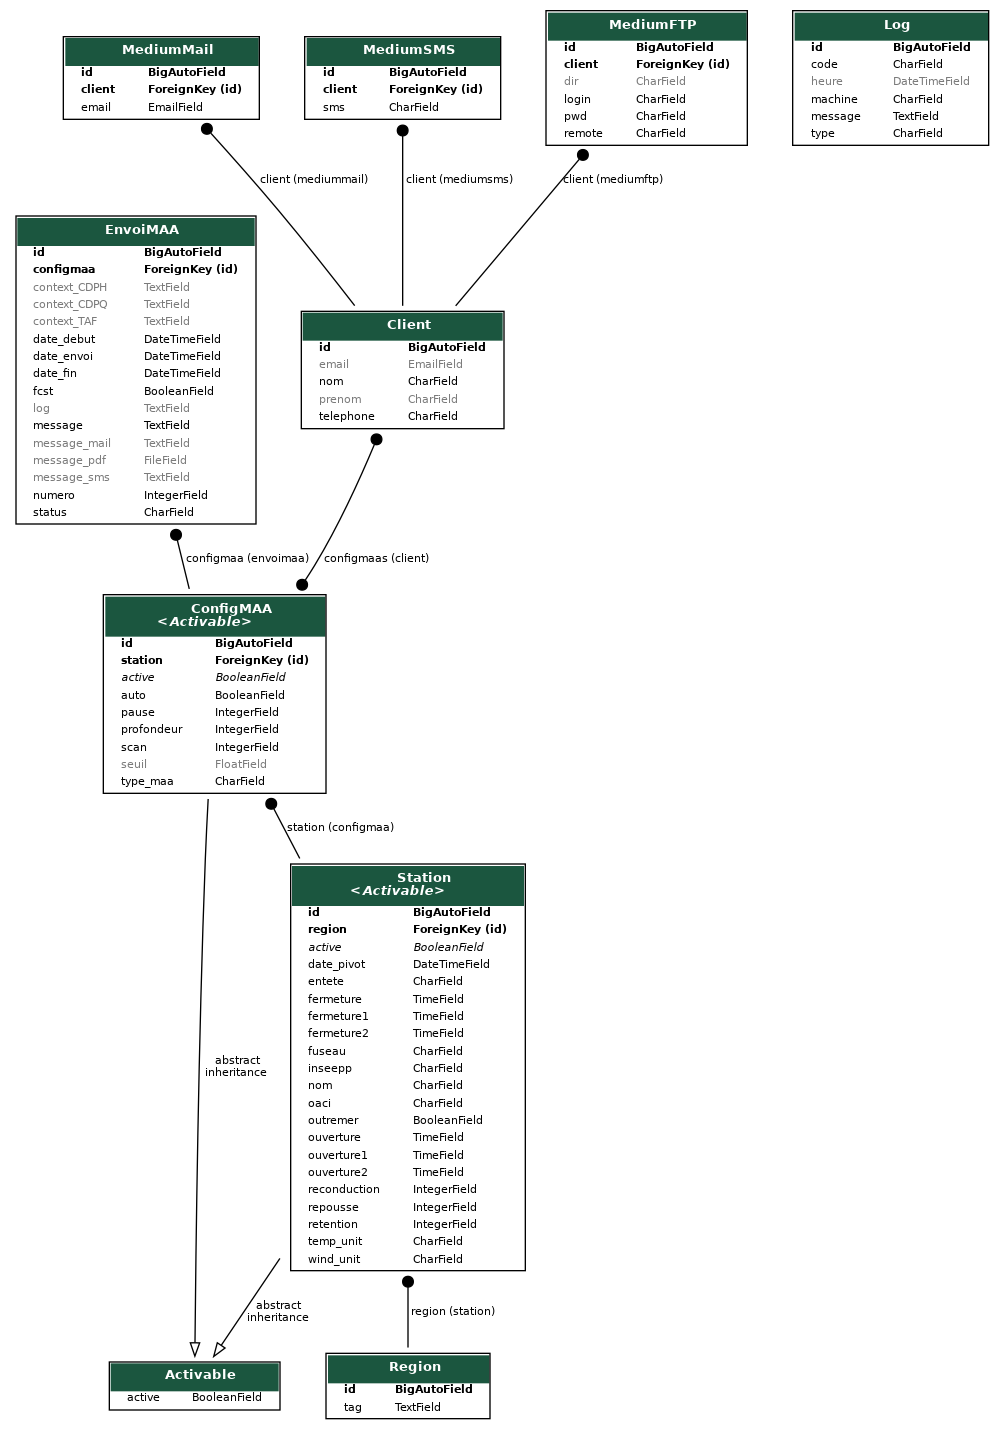 MediumMail
id BigAutoField
client ForeignKey (id)
email EmailField
MediumSMS
id BigAutoField
client ForeignKey (id)
sms CharField
MediumFTP
id BigAutoField
client ForeignKey (id)
dir CharField
login CharField
pwd CharField
remote CharField
Log
id BigAutoField
code CharField
heure DateTimeField
machine CharField
message TextField
type CharField
client (mediummail)
client (mediumsms)
client (mediumftp)
EnvoiMAA
id BigAutoField
configmaa ForeignKey (id)
context_CDPH TextField
context_CDPQ TextField
context_TAF TextField
date_debut DateTimeField
date_envoi DateTimeField
date_fin DateTimeField
fcst BooleanField
log TextField
message TextField
message_mail TextField
message_pdf FileField
message_sms TextField
numero IntegerField
status CharField
Client
id BigAutoField
email EmailField
nom CharField
prenom CharField
telephone CharField
configmaa (envoimaa)
configmaas (client)
ConfigMAA
<Activable>
id BigAutoField
station ForeignKey (id)
active BooleanField
auto BooleanField
pause IntegerField
profondeur IntegerField
scan IntegerField
seuil FloatField
type_maa CharField
station (configmaa)
Station
<Activable>
id BigAutoField
region ForeignKey (id)
active BooleanField
date_pivot DateTimeField
entete CharField
fermeture TimeField
fermeture1 TimeField
fermeture2 TimeField
fuseau CharField
inseepp CharField
nom CharField
oaci CharField
outremer BooleanField
ouverture TimeField
ouverture1 TimeField
ouverture2 TimeField
reconduction IntegerField
repousse IntegerField
retention IntegerField
temp_unit CharField
wind_unit CharField
abstract
inheritance
abstract
inheritance
region (station)
Activable
active BooleanField
Region
id BigAutoField
tag TextField